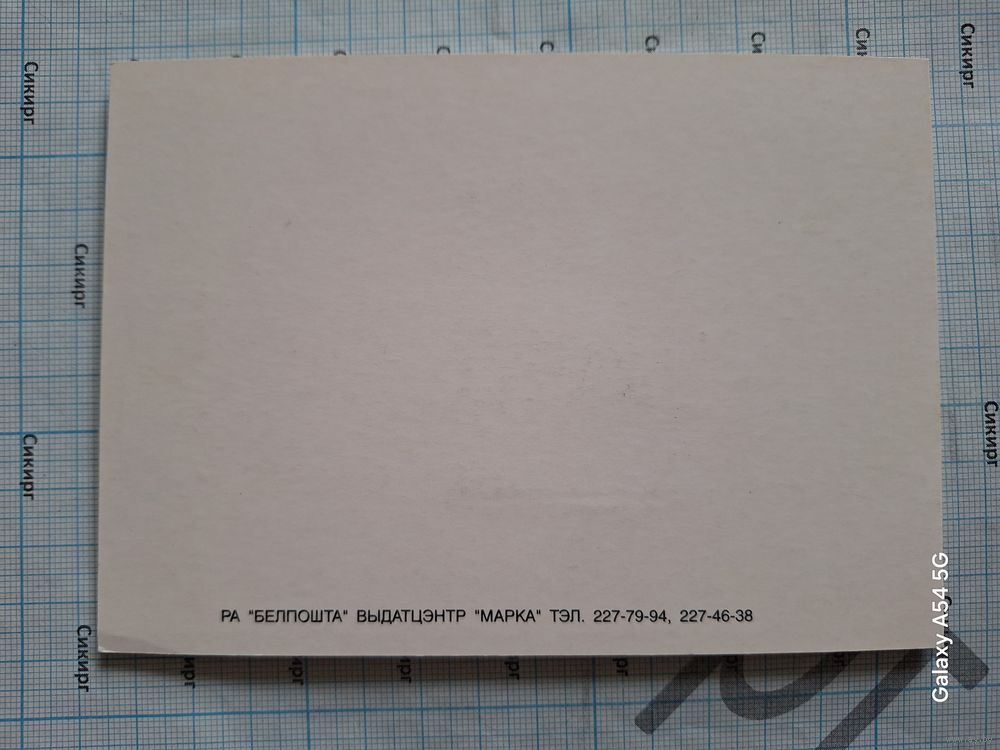 Сикирг
Сикирг
Сикирг
Сикирг
Сикирг
Сикирг
РА "БЕЛПОШТА" ВЫДАТЦЭНТР "МАРКА" ТЭЛ. 227-79-94, 227-46-38
Galaxy A54 5G